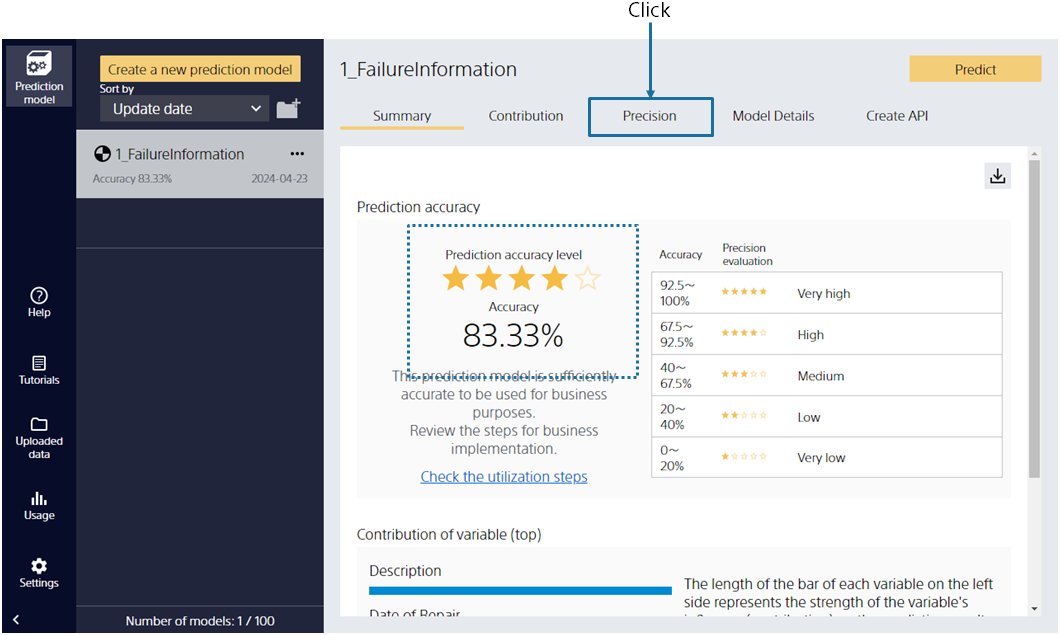 Click
Prediction
model
Help
Tutorials
Uploaded
data
Usage
Settings
Create a new prediction model
Sort by
Update date
1_FailureInformation
Accuracy 83.33%
2024-04-23
Number of models: 1 / 100
1_FailureInformation
Predict
Summary
Contribution
Precision
Model Details
Create API
Prediction accuracy
Prediction accuracy level
Accuracy
83.33%
This prediction model is sufficiently
accurate to be used for business
purposes.
Review the steps for business
implementation.
Check the utilization steps
Accuracy
Precision
evaluation
92.5～
100%
Very high
67.5～
92.5%
High
40～
67.5%
Medium
20～
40%
Low
0～
20%
Very low
Contribution of variable (top)
Description
Date of Repair
The length of the bar of each variable on the left
side represents the strength of the variable's